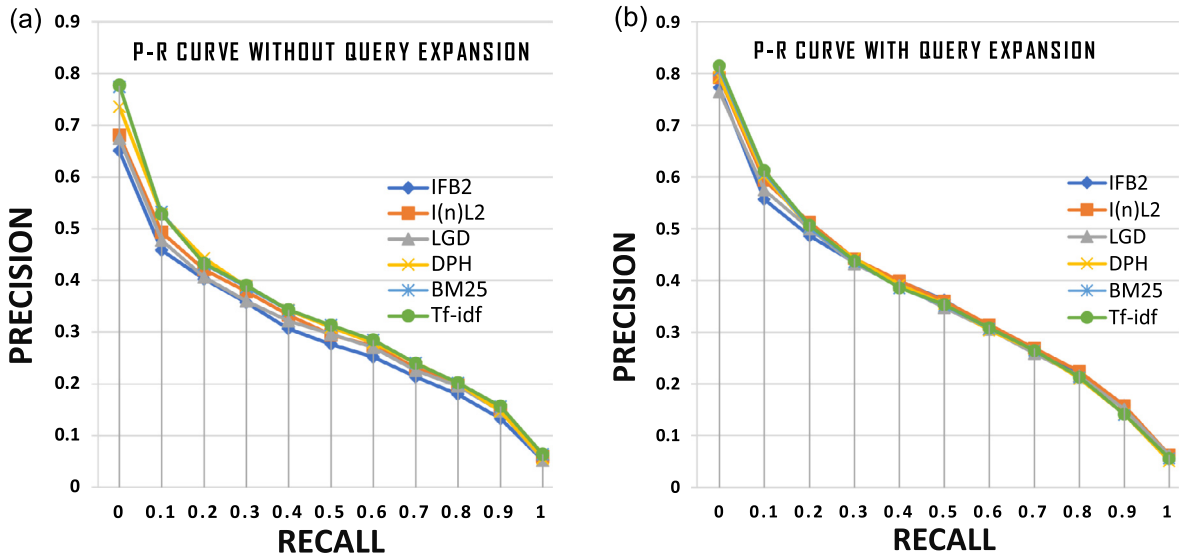 (a)
P-R CURVE WITHOUT QUERY EXPANSION
PRECISION
0.9
0.8
0.7
0.6
0.5
0.4
0.3
0.2
0.1
0
IFB2
I(n)L2
LGD
DPH
BM25
Tf-idf
0 0.1 0.2 0.3 0.4 0.5 0.6 0.7 0.8 0.9 1
RECALL
(b)
P-R CURVE WITH QUERY EXPANSION
PRECISION
0.9
0.8
0.7
0.6
0.5
0.4
0.3
0.2
0.1
0
IFB2
I(n)L2
LGD
DPH
BM25
Tf-idf
0 0.1 0.2 0.3 0.4 0.5 0.6 0.7 0.8 0.9 1
RECALL